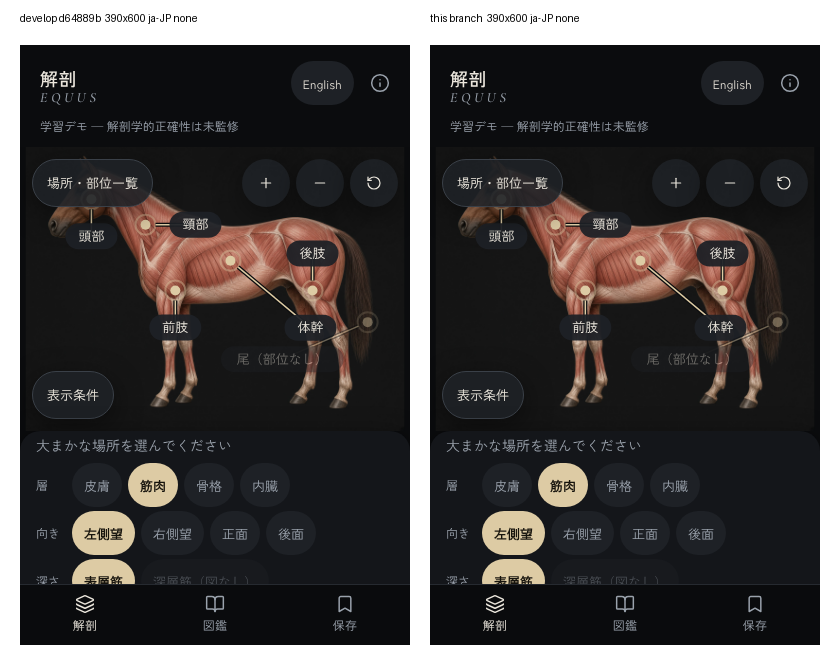 develop d64889b 390x600 ja-JP none
解剖
EQUUS
English
学習デモ — 解剖学的正確性は未監修
場所・部位一覧
頭部
頸部
後肢
前肢
体幹
尾（部位なし）
表示条件
大まかな場所を選んでください
層 皮膚 筋肉 骨格 内臓
向き 左側望 右側望 正面 後面
深さ 表層筋 深層筋（図なし）
解剖 図鑑 保存
this branch 390x600 ja-JP none
解剖
EQUUS
English
学習デモ — 解剖学的正確性は未監修
場所・部位一覧
頭部
頸部
後肢
前肢
体幹
尾（部位なし）
表示条件
大まかな場所を選んでください
層 皮膚 筋肉 骨格 内臓
向き 左側望 右側望 正面 後面
深さ 表層筋 深層筋（図なし）
解剖 図鑑 保存